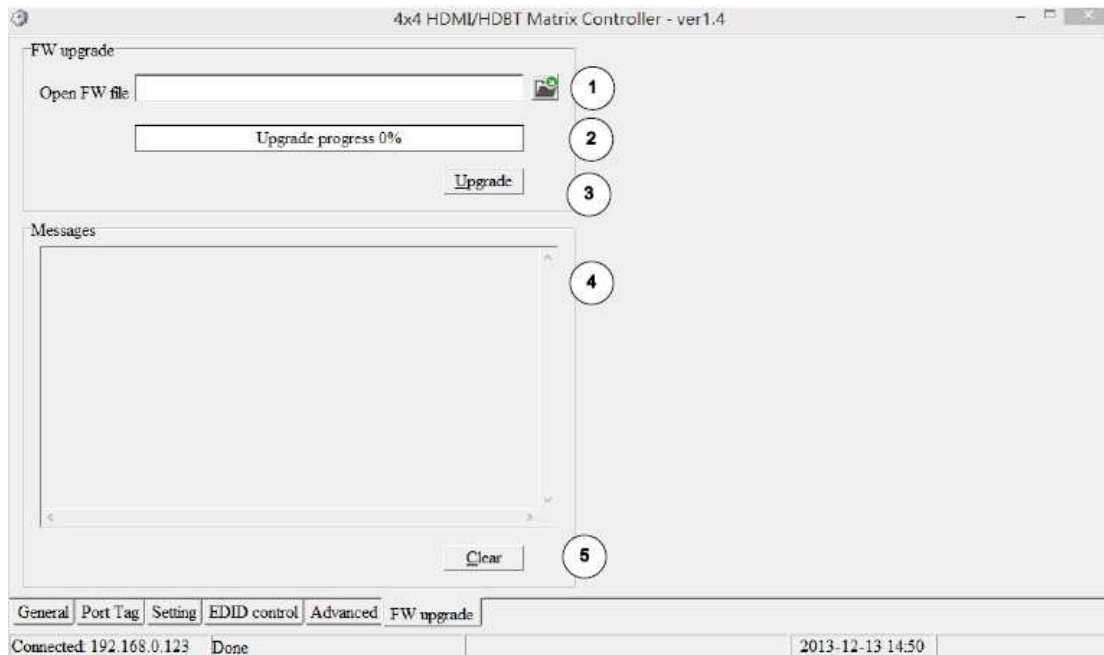 4x4 HDMI/HDBT Matrix Controller - ver1.4
FW upgrade
Open FW file
1
Upgrade progress 0%
2
Upgrade
3
Messages
4
Clear
5
General Port Tag Setting EDID control Advanced FW upgrade
Connected: 192.168.0.123 Done 2013-12-13 14:50